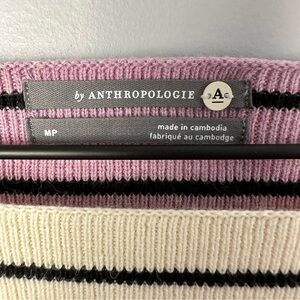 by ANTHROPOLOGIE A
MP
made in cambodia
fabriqué au cambodge